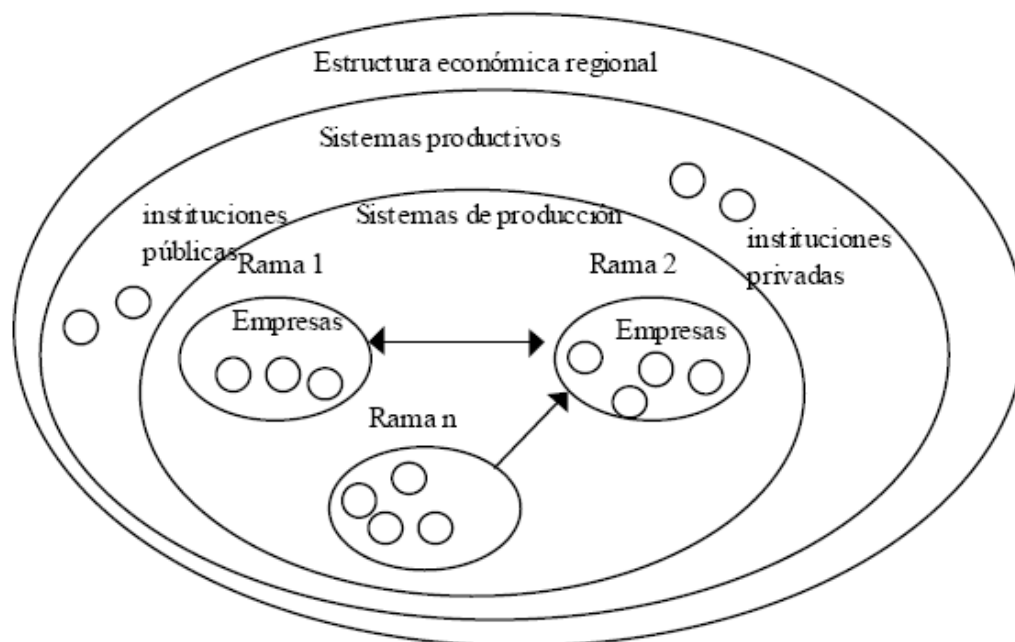 Estructura económica regional
Sistemas productivos
instituciones
públicas
Sistemas de producción
instituciones
privadas
Rama 1
Rama 2
Empresas
Empresas
Rama n